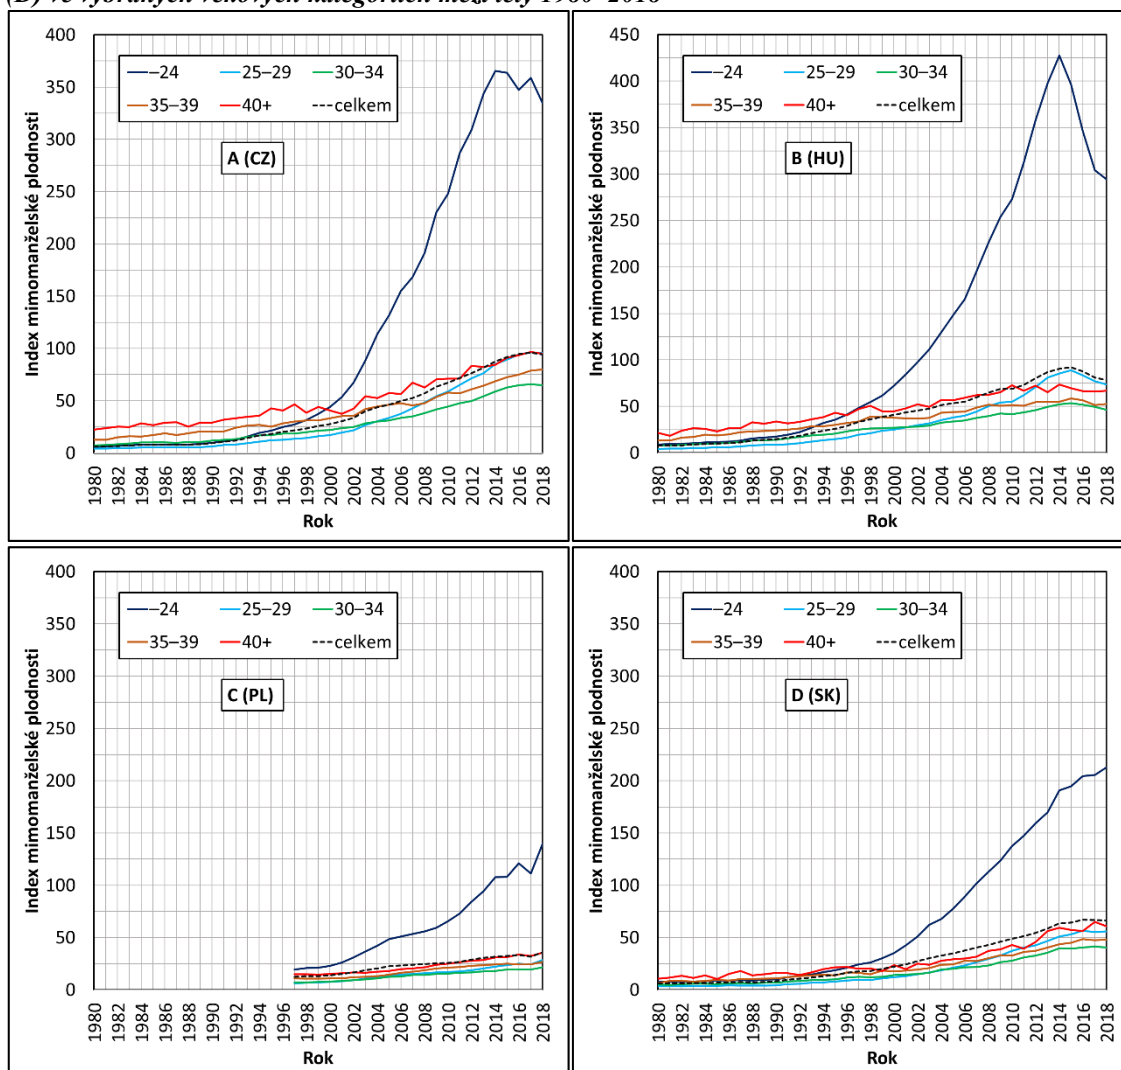 (D) ve vybraných věkových kategoriích mezi lety 1980–2018
400
350
300
250
200
150
100
50
0
Index mimomanželské plodnosti
–24 25–29 30–34
35–39 40+ celkem
A (CZ)
1980 1982 1984 1986 1988 1990 1992 1994 1996 1998 2000 2002 2004 2006 2008 2010 2012 2014 2016 2018
Rok
450
400
350
300
250
200
150
100
50
0
Index mimomanželské plodnosti
–24 25–29 30–34
35–39 40+ celkem
B (HU)
1980 1982 1984 1986 1988 1990 1992 1994 1996 1998 2000 2002 2004 2006 2008 2010 2012 2014 2016 2018
Rok
400
350
300
250
200
150
100
50
0
Index mimomanželské plodnosti
–24 25–29 30–34
35–39 40+ celkem
C (PL)
1980 1982 1984 1986 1988 1990 1992 1994 1996 1998 2000 2002 2004 2006 2008 2010 2012 2014 2016 2018
Rok
400
350
300
250
200
150
100
50
0
Index mimomanželské plodnosti
–24 25–29 30–34
35–39 40+ celkem
D (SK)
1980 1982 1984 1986 1988 1990 1992 1994 1996 1998 2000 2002 2004 2006 2008 2010 2012 2014 2016 2018
Rok